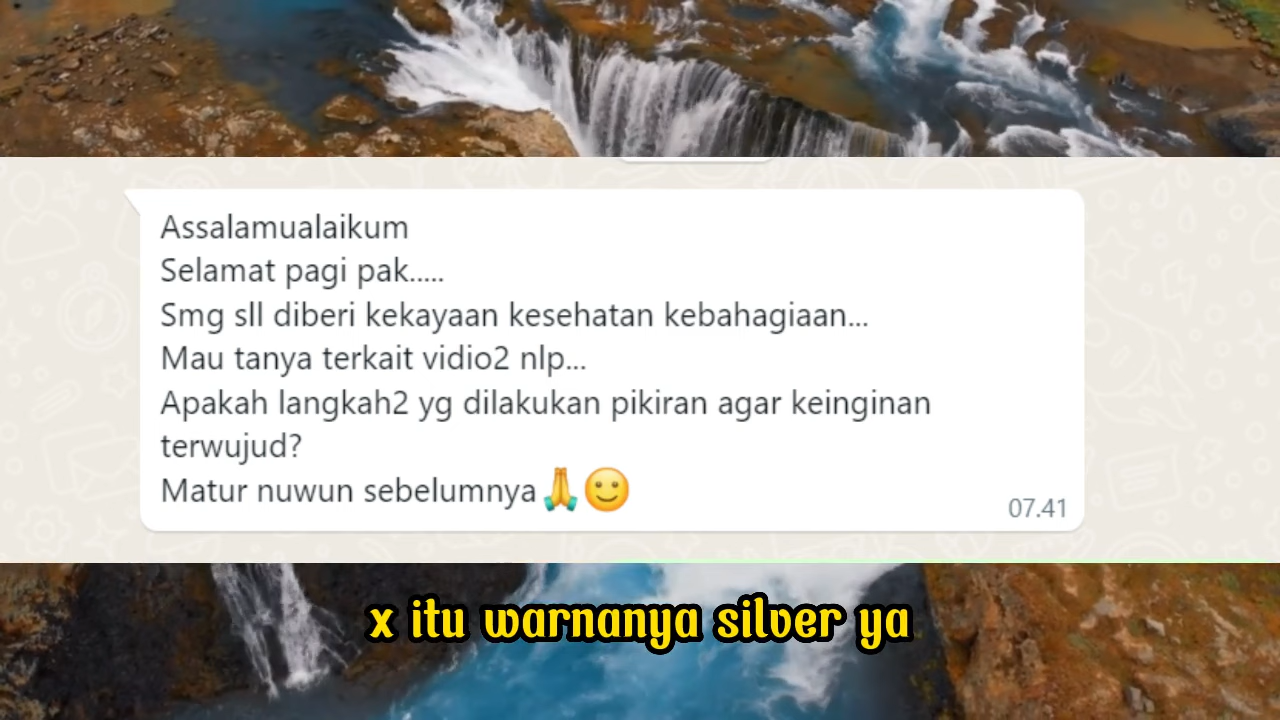 Assalamualaikum
Selamat pagi pak.....
Smg sll diberi kekayaan kesehatan kebahagiaan...
Mau tanya terkait vidio2 nlp...
Apakah langkah2 yg dilakukan pikiran agar keinginan
terwujud?
Matur nuwun sebelumnya🙏🙂
07.41
x itu warnanya silver ya